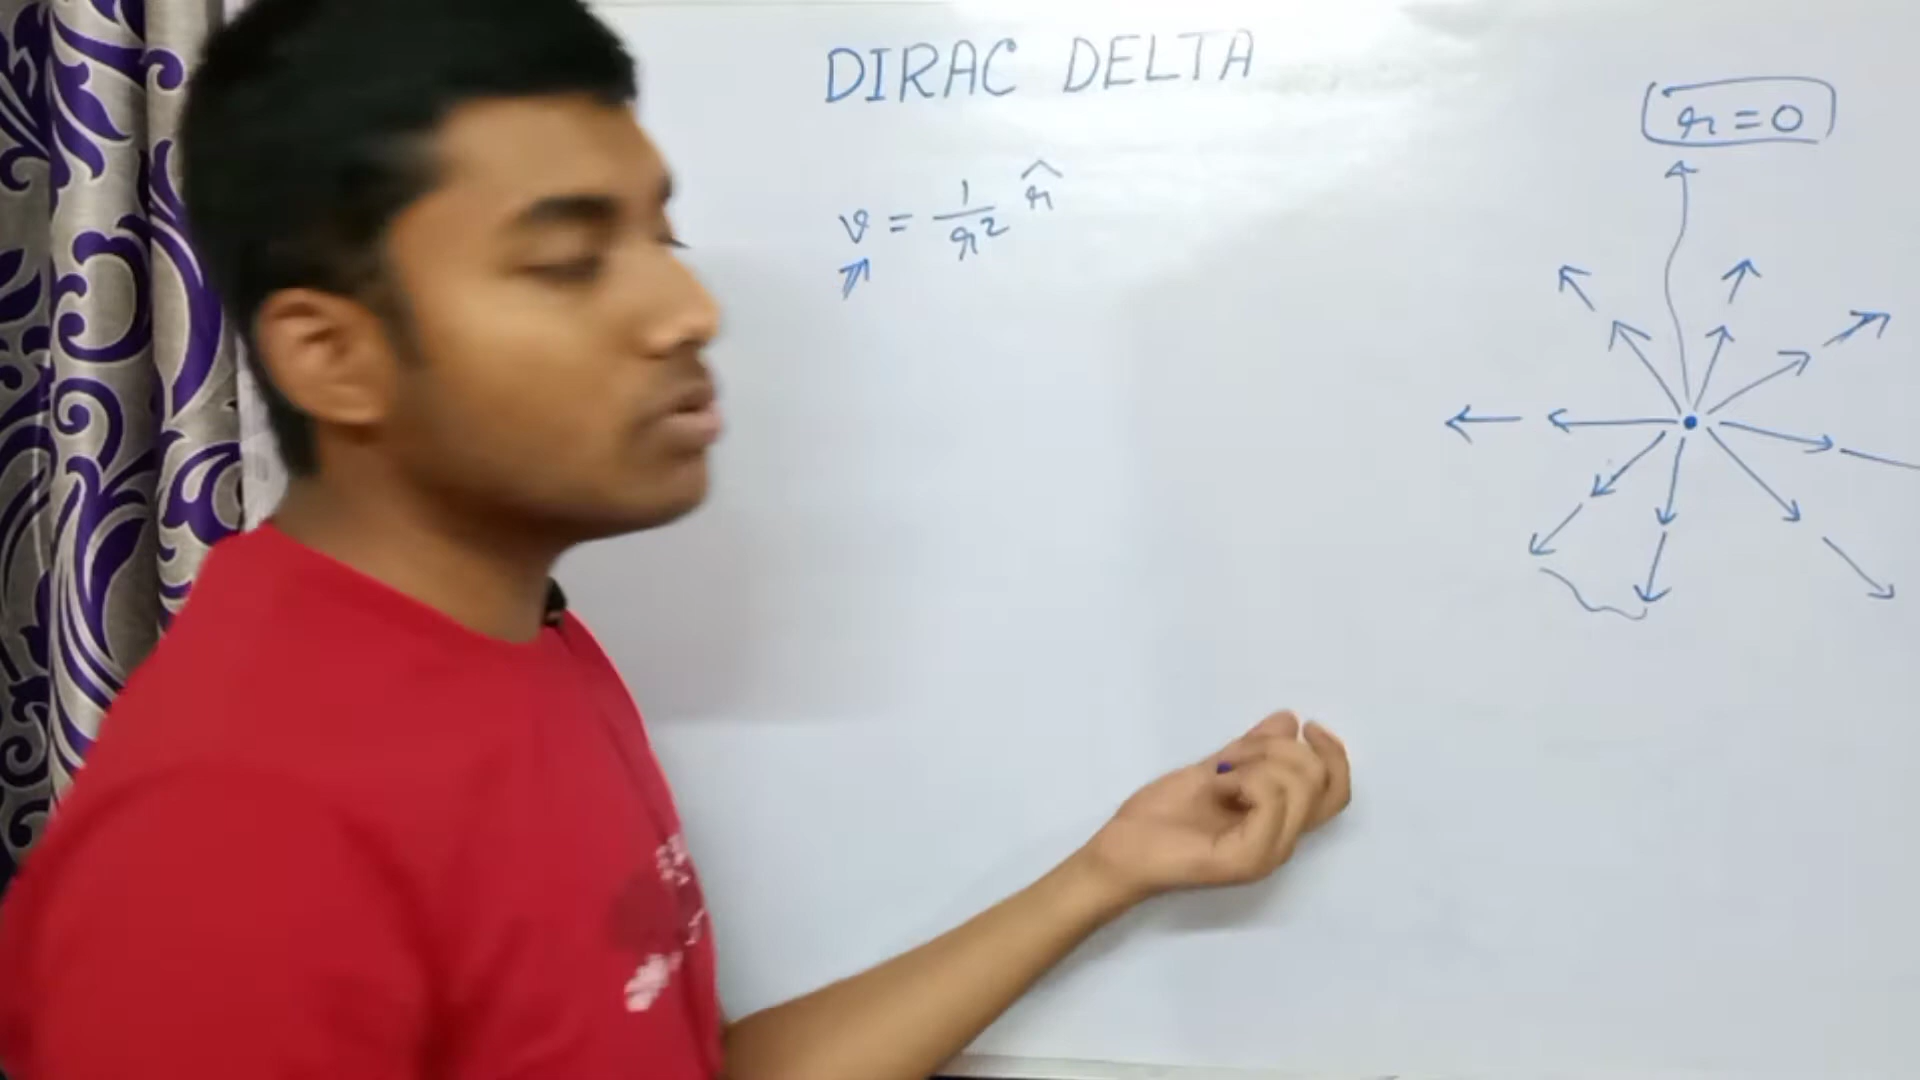 DIRAC DELTA
r = 0
v = 1/r² r̂